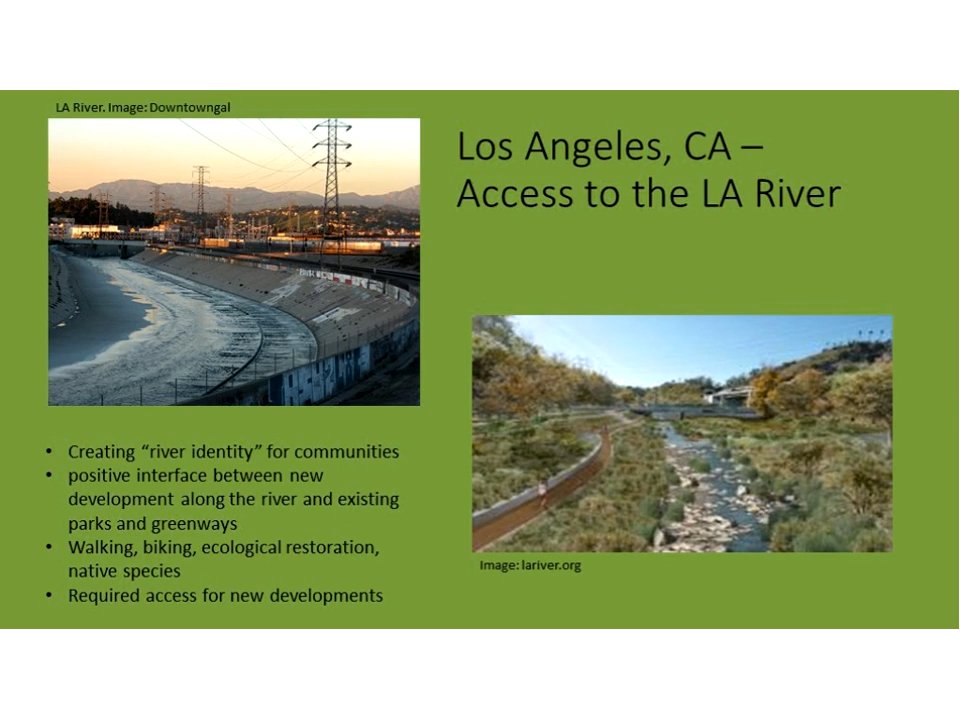 LA River. Image: Downtowngal
Los Angeles, CA –
Access to the LA River
• Creating “river identity” for communities
• positive interface between new
development along the river and existing
parks and greenways
• Walking, biking, ecological restoration,
native species
• Required access for new developments
Image: lariver.org